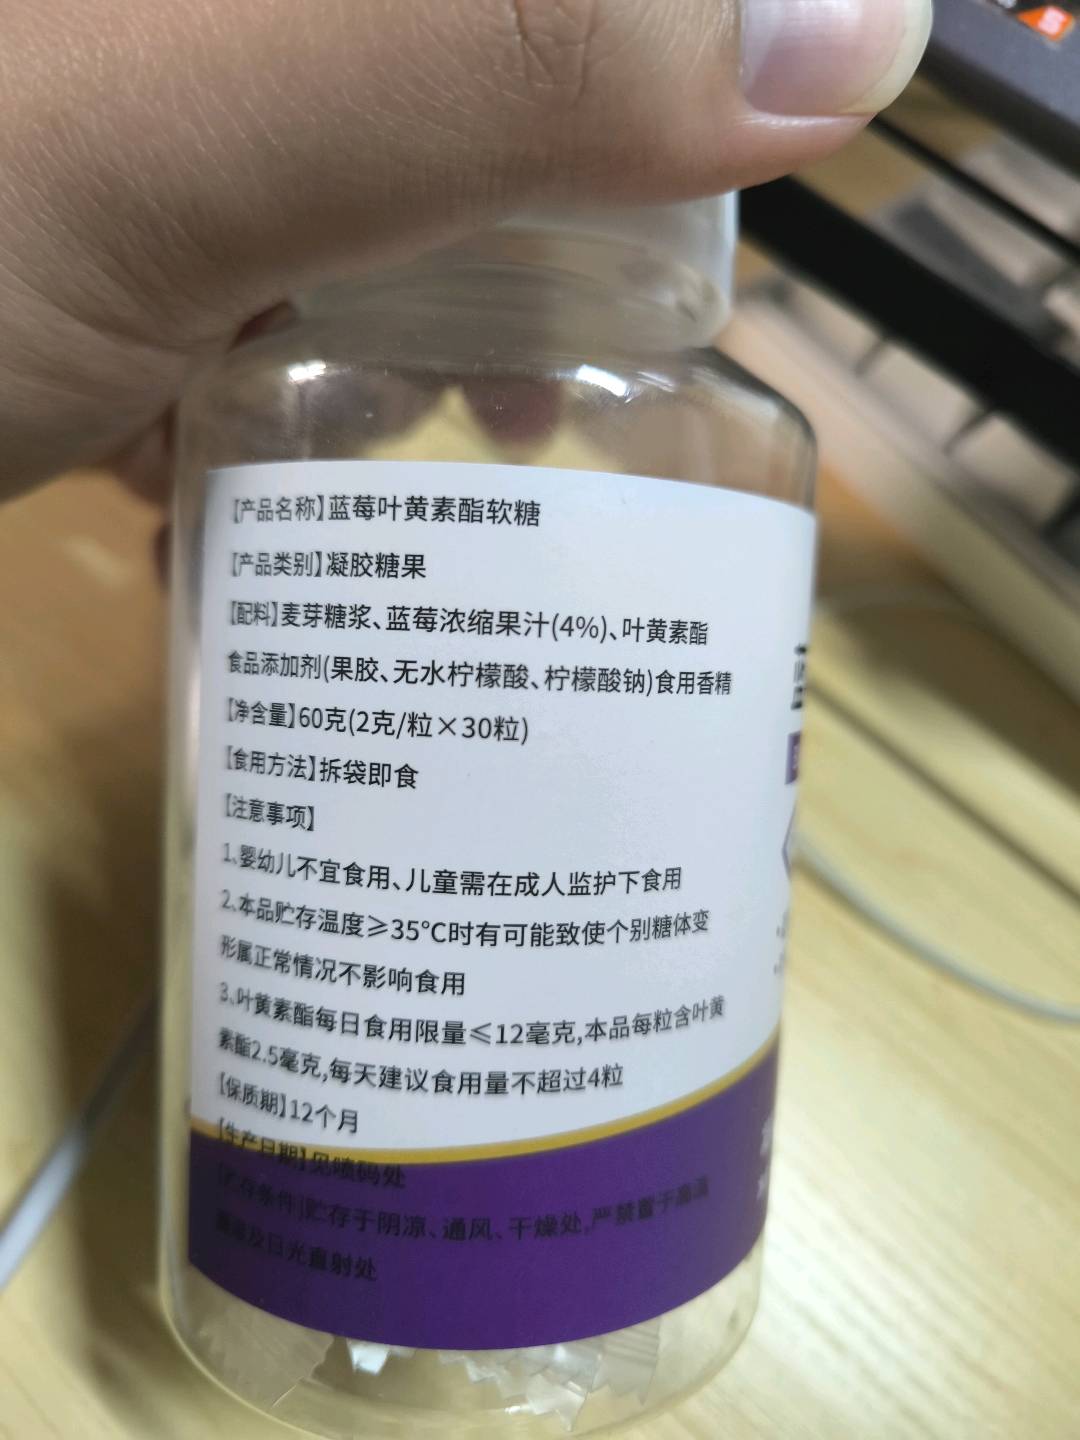 【产品名称】蓝莓叶黄素酯软糖
【产品类别】凝胶糖果
【配料】麦芽糖浆、蓝莓浓缩果汁(4%)、叶黄素酯
食品添加剂(果胶、无水柠檬酸、柠檬酸钠)食用香精
【净含量】60克(2克/粒×30粒)
【食用方法】拆袋即食
【注意事项】
1、婴幼儿不宜食用、儿童需在成人监护下食用
2、本品贮存温度≥35℃时有可能致使个别糖体变
形属正常情况不影响食用
3、叶黄素酯每日食用限量≤12毫克,本品每粒含叶黄
素酯2.5毫克,每天建议食用量不超过4粒
【保质期】12个月
【生产日期】见喷码处
【贮存条件】贮存于阴凉、通风、干燥处,严禁置于高温
及日光直射处